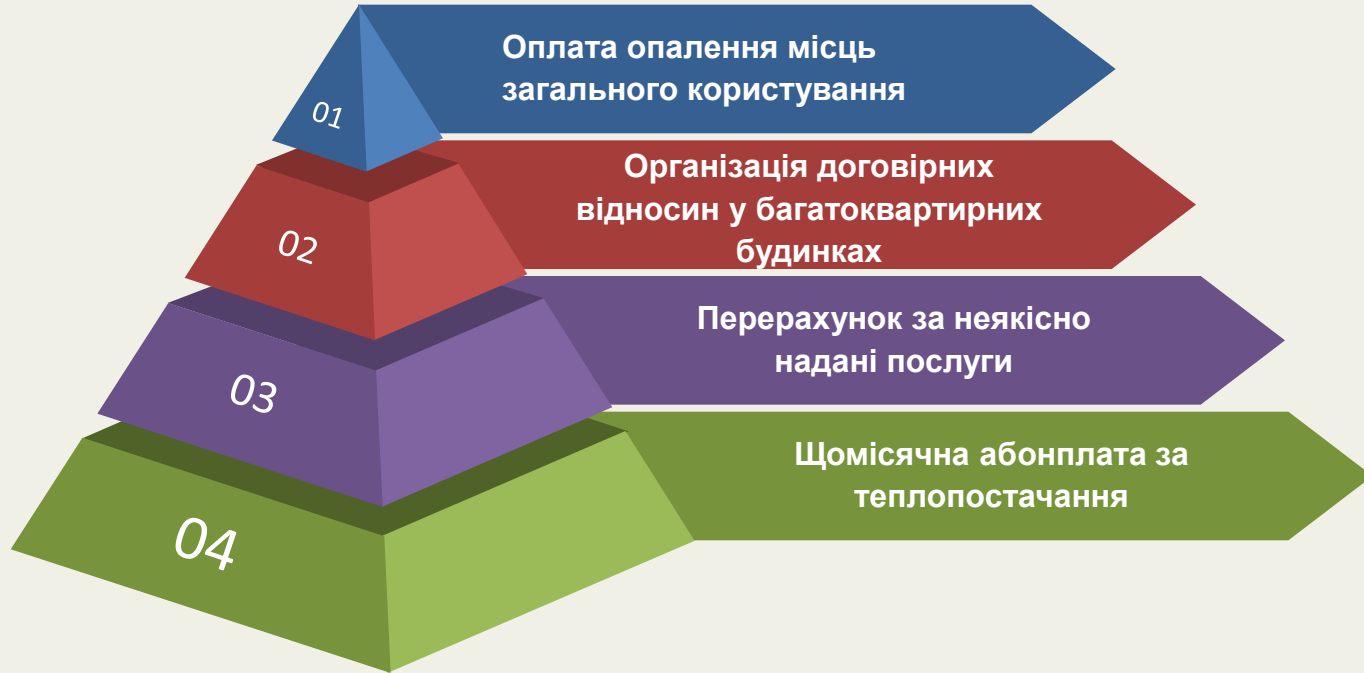 01
Оплата опалення місць
загального користування
02
Організація договірних
відносин у багатоквартирних
будинках
03
Перерахунок за неякісно
надані послуги
04
Щомісячна абонплата за
теплопостачання